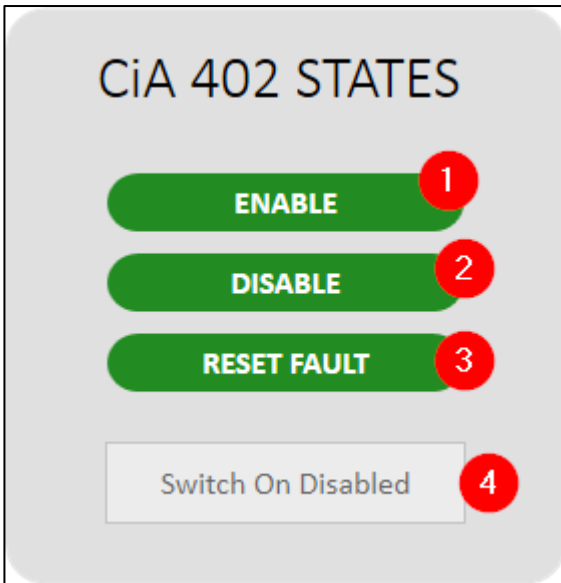 CiA 402 STATES
ENABLE
1
DISABLE
2
RESET FAULT
3
Switch On Disabled
4